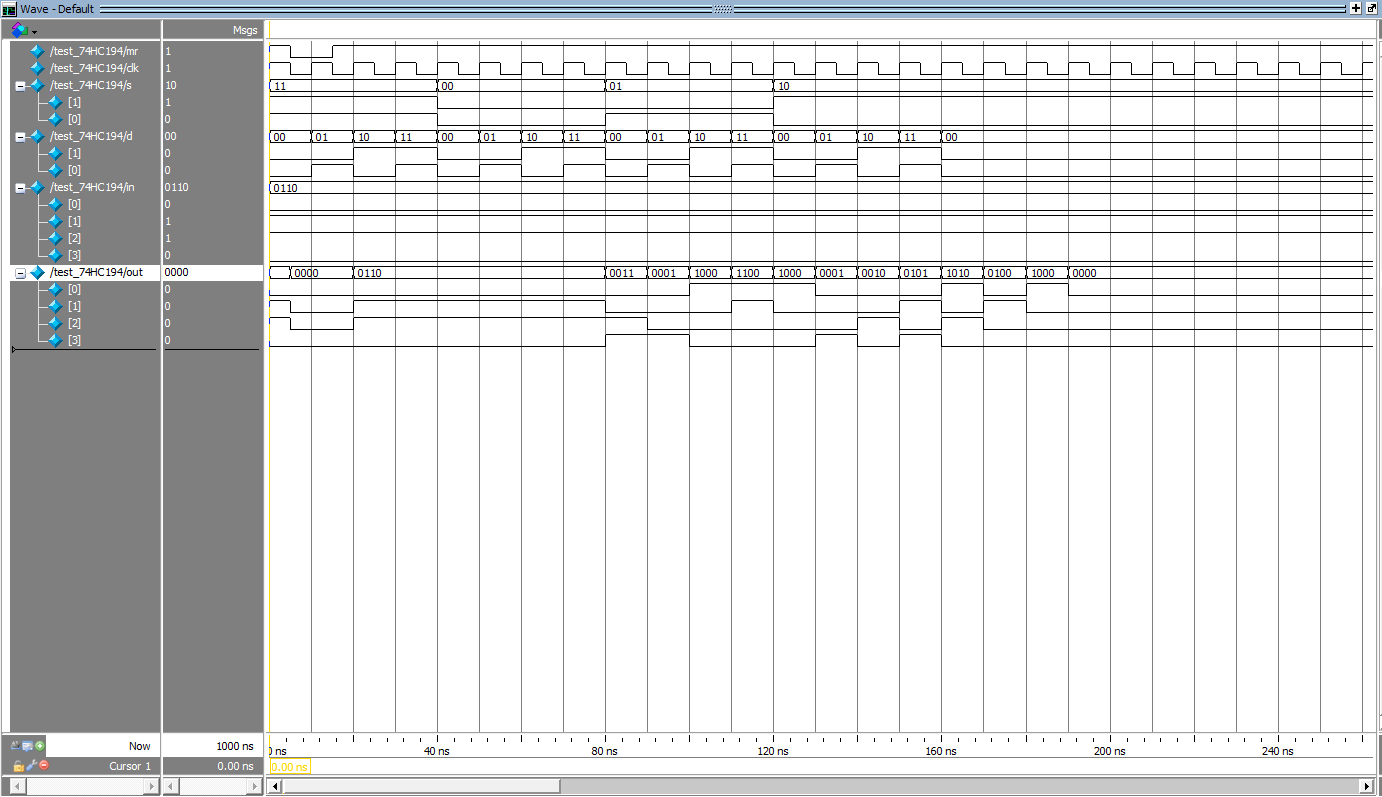 Wave - Default
Msgs
/test_74HC194/mr 1
/test_74HC194/clk 1
/test_74HC194/s 10 11 00 01 10
[1] 1
[0] 0
/test_74HC194/d 00 00 01 10 11 00 01 10 11 00 01 10 11 00 01 10 11 00
[1] 0
[0] 0
/test_74HC194/in 0110 0110
[0] 0
[1] 1
[2] 1
[3] 0
/test_74HC194/out 0000 0000 0110 0011 0001 1000 1100 1000 0001 0010 0101 1010 0100 1000 0000
[0] 0
[1] 0
[2] 0
[3] 0
Now 1000 ns 0 ns 40 ns 80 ns 120 ns 160 ns 200 ns 240 ns
Cursor 1 0.00 ns 0.00 ns